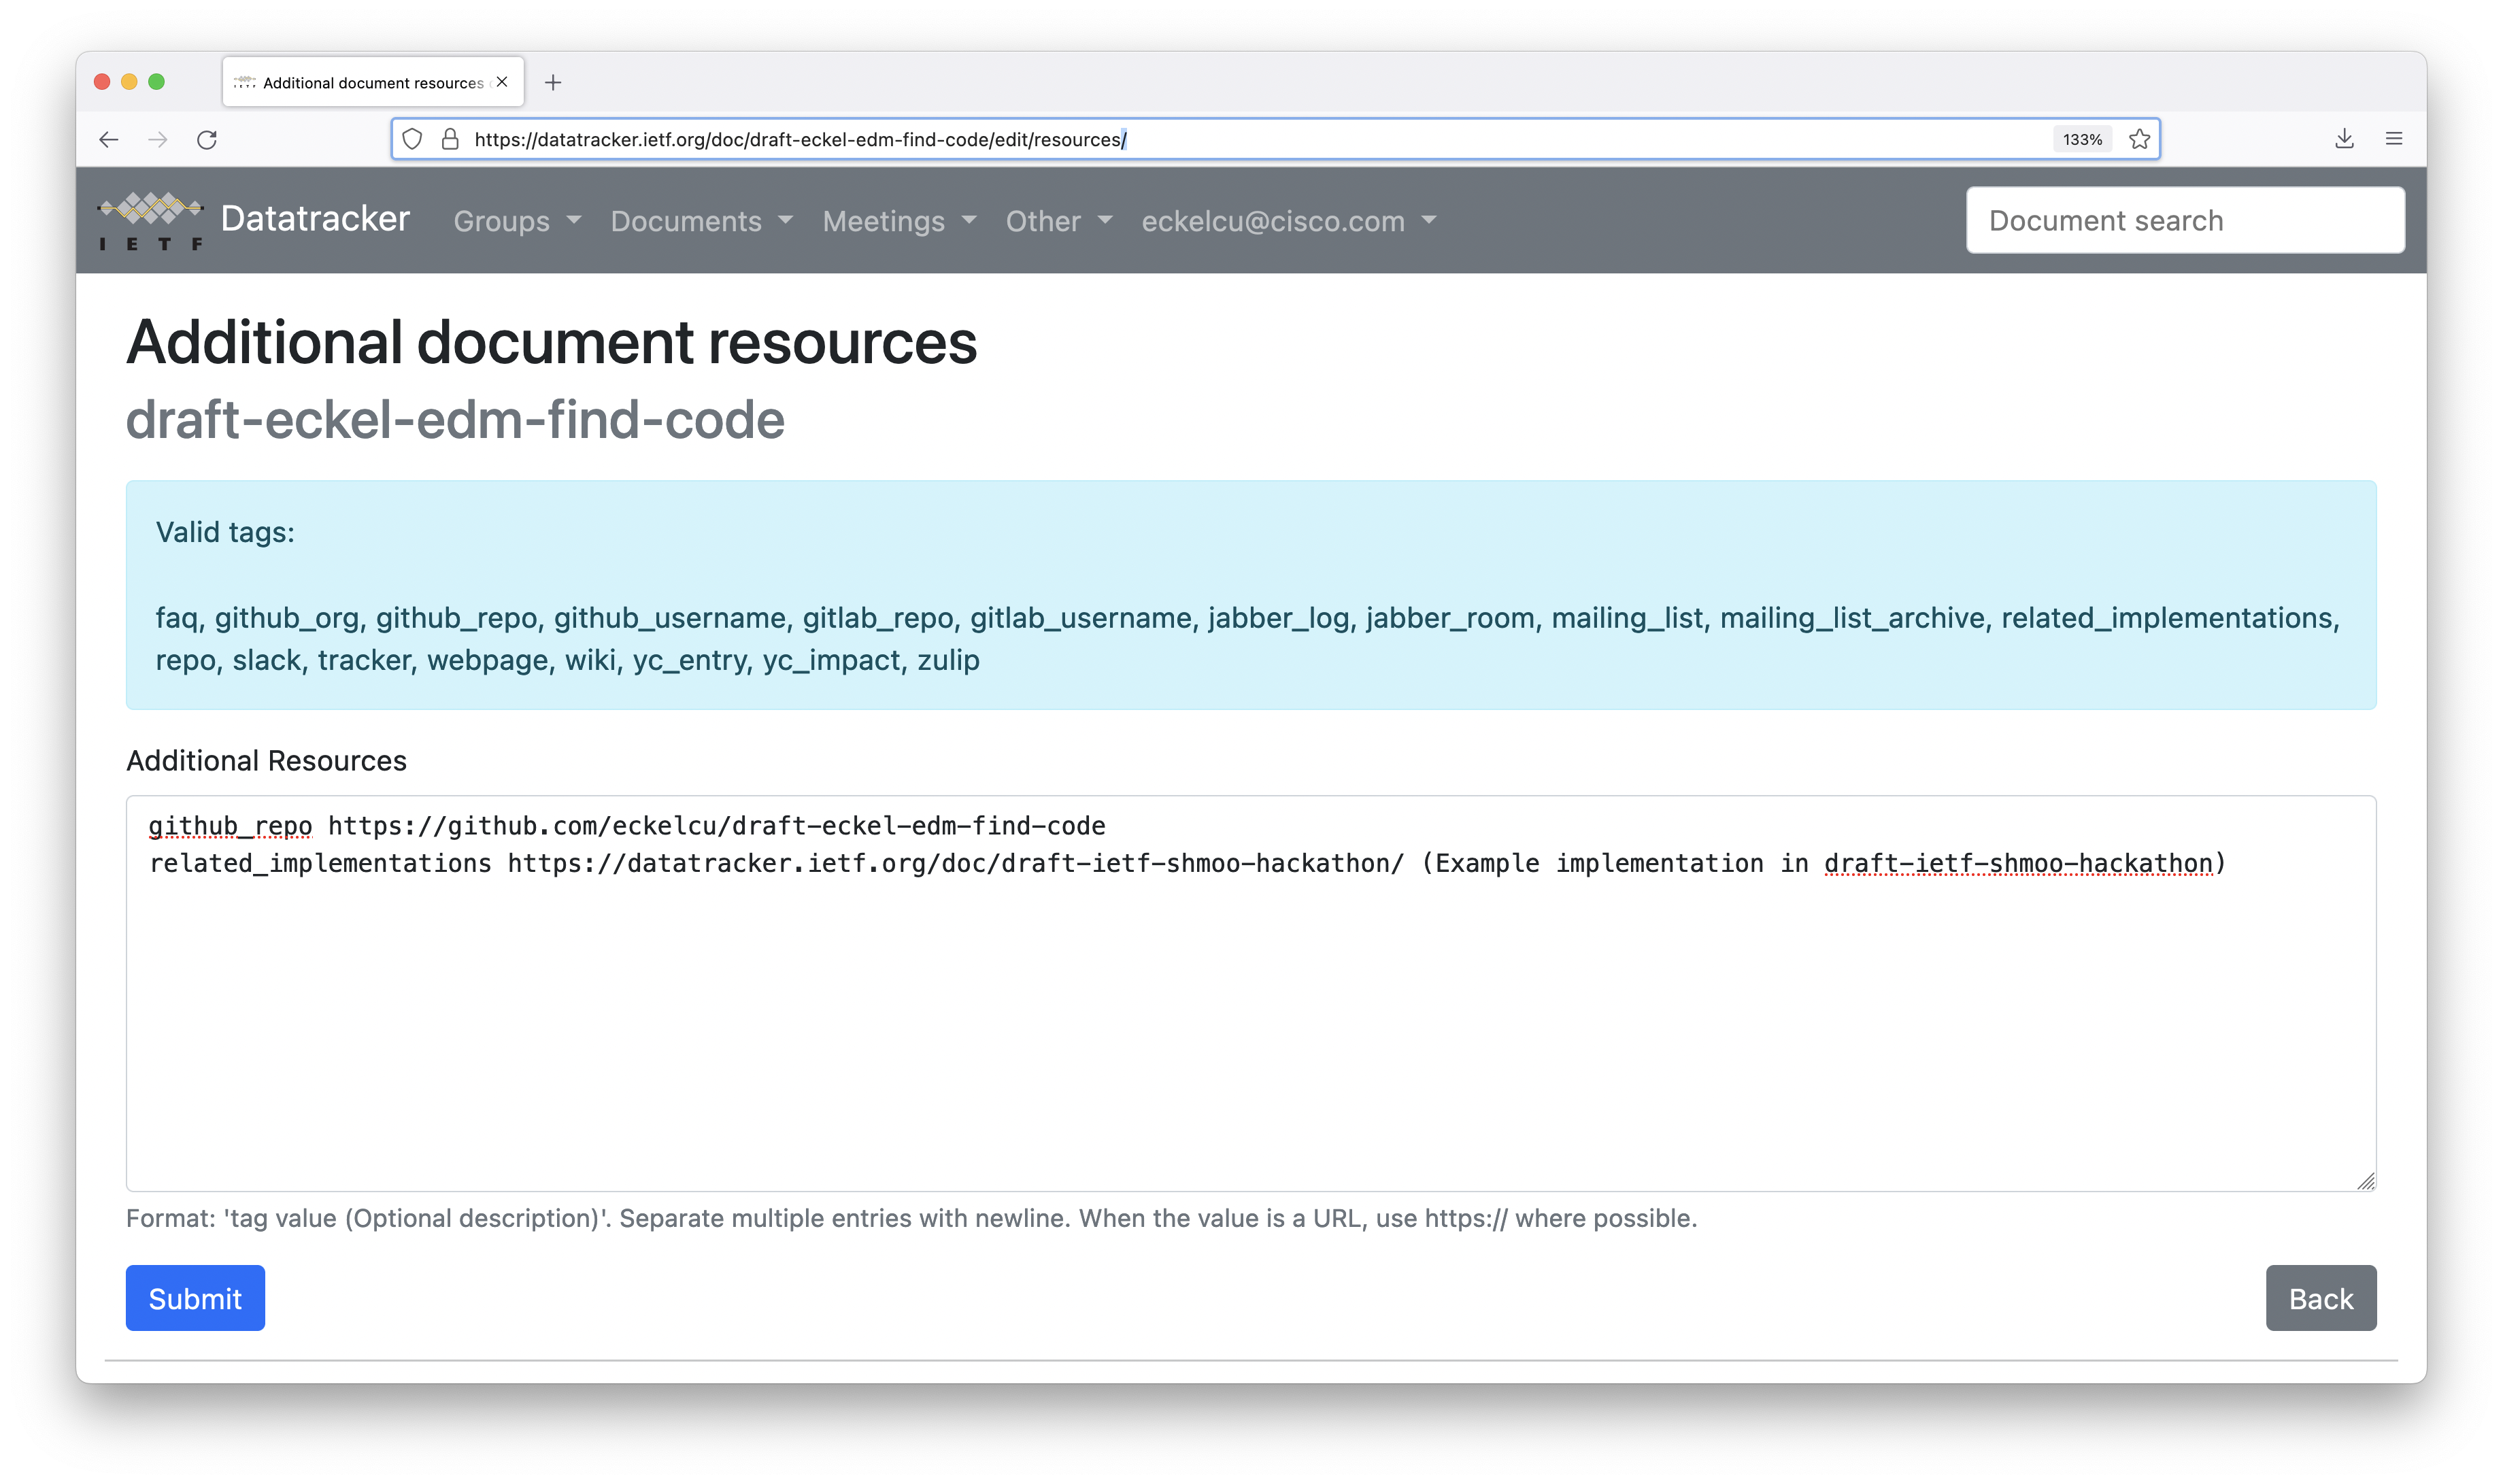 Additional document resources
https://datatracker.ietf.org/doc/draft-eckel-edm-find-code/edit/resources/
133%
I E T F
Datatracker
Groups
Documents
Meetings
Other
eckelcu@cisco.com
Document search
Additional document resources
draft-eckel-edm-find-code
Valid tags:
faq, github_org, github_repo, github_username, gitlab_repo, gitlab_username, jabber_log, jabber_room, mailing_list, mailing_list_archive, related_implementations,
repo, slack, tracker, webpage, wiki, yc_entry, yc_impact, zulip
Additional Resources
github_repo https://github.com/eckelcu/draft-eckel-edm-find-code
related_implementations https://datatracker.ietf.org/doc/draft-ietf-shmoo-hackathon/ (Example implementation in draft-ietf-shmoo-hackathon)
Format: 'tag value (Optional description)'. Separate multiple entries with newline. When the value is a URL, use https:// where possible.
Submit
Back